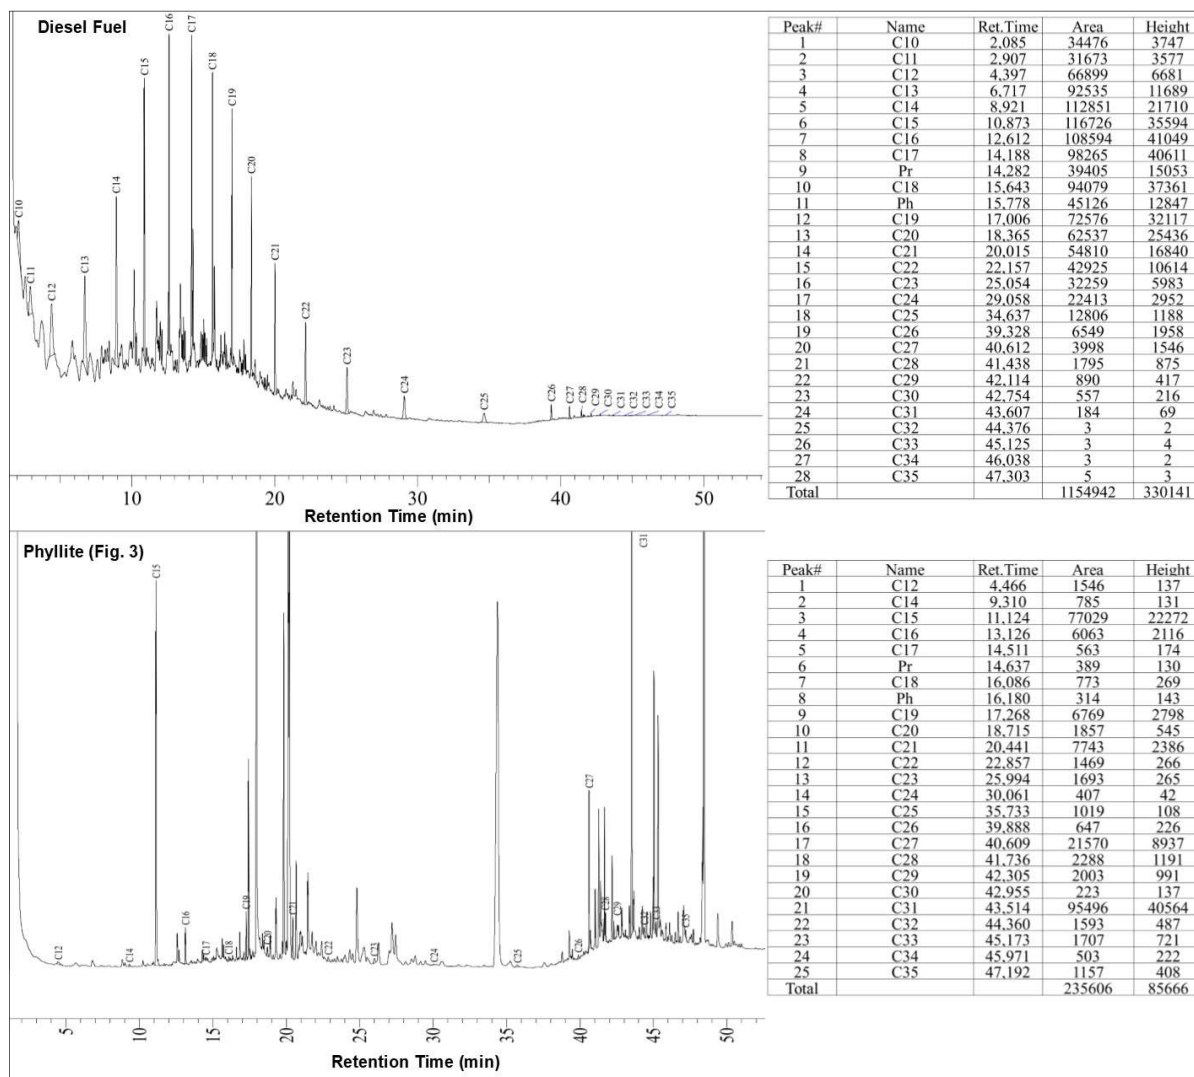 Diesel Fuel
C10
C11
C12
C13
C14
C15
C16
C17
C18
C19
C20
C21
C22
C23
C24
C25
C26
C27
C28
C29
C30
C31
C32
C33
C34
C35
10 20 30 40 50
Retention Time (min)
Peak# Name Ret.Time Area Height
1 C10 2,085 34476 3747
2 C11 2,907 31673 3577
3 C12 4,397 66899 6681
4 C13 6,717 92535 11689
5 C14 8,921 112851 21710
6 C15 10,873 116726 35594
7 C16 12,612 108594 41049
8 C17 14,188 98265 40611
9 Pr 14,282 39405 15053
10 C18 15,643 94079 37361
11 Ph 15,778 45126 12847
12 C19 17,006 72576 32117
13 C20 18,365 62537 25436
14 C21 20,015 54810 16840
15 C22 22,157 42925 10614
16 C23 25,054 32259 5983
17 C24 29,058 22413 2952
18 C25 34,637 12806 1188
19 C26 39,328 6549 1958
20 C27 40,612 3998 1546
21 C28 41,438 1795 875
22 C29 42,114 890 417
23 C30 42,754 557 216
24 C31 43,607 184 69
25 C32 44,376 3 2
26 C33 45,125 3 4
27 C34 46,038 3 2
28 C35 47,303 5 3
Total 1154942 330141
Phyllite (Fig. 3)
C12
C14
C15
C16
C17
C18
C19
C20
C21
C22
C23
C24
C25
C26
C27
C28
C29
C31
C32
C33
C35
5 10 15 20 25 30 35 40 45 50
Retention Time (min)
Peak# Name Ret.Time Area Height
1 C12 4,466 1546 137
2 C14 9,310 785 131
3 C15 11,124 77029 22272
4 C16 13,126 6063 2116
5 C17 14,511 563 174
6 Pr 14,637 389 130
7 C18 16,086 773 269
8 Ph 16,180 314 143
9 C19 17,268 6769 2798
10 C20 18,715 1857 545
11 C21 20,441 7743 2386
12 C22 22,857 1469 266
13 C23 25,994 1693 265
14 C24 30,061 407 42
15 C25 35,733 1019 108
16 C26 39,888 647 226
17 C27 40,609 21570 8937
18 C28 41,736 2288 1191
19 C29 42,305 2003 991
20 C30 42,955 223 137
21 C31 43,514 95496 40564
22 C32 44,360 1593 487
23 C33 45,173 1707 721
24 C34 45,971 503 222
25 C35 47,192 1157 408
Total 235606 85666